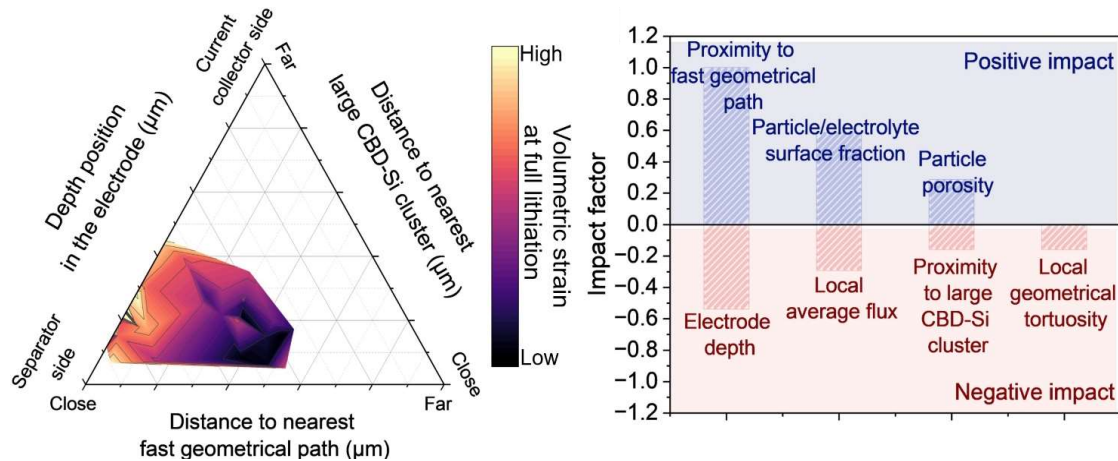 Current
collector side
Far
Depth position
in the electrode (μm)
Distance to nearest
large CBD-Si cluster (μm)
Separator
side
Close
Close
Far
Distance to nearest
fast geometrical path (μm)
High
Low
Volumetric strain
at full lithiation
Impact factor
1.2
1.0
0.8
0.6
0.4
0.2
0.0
−0.2
−0.4
−0.6
−0.8
−1.0
−1.2
Proximity to
fast geometrical
path
Positive impact
Particle/electrolyte
surface fraction
Particle
porosity
Electrode
depth
Local
average flux
Proximity
to large
CBD-Si
cluster
Local
geometrical
tortuosity
Negative impact